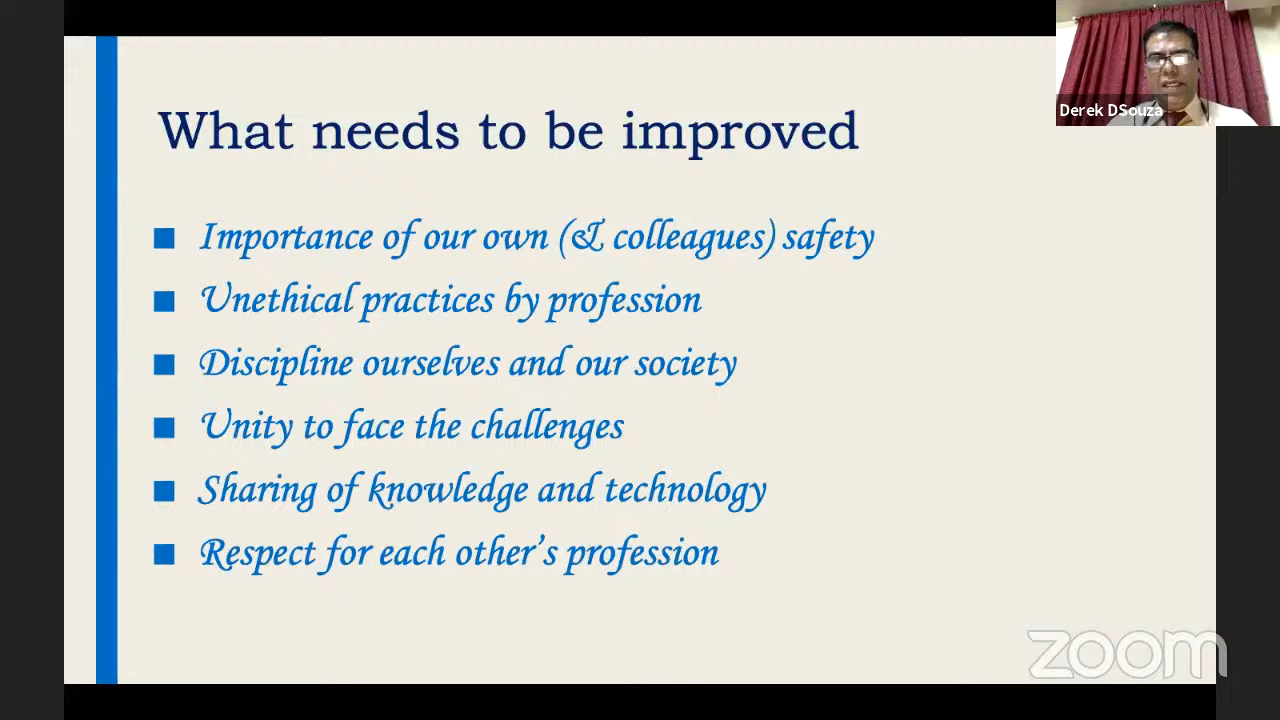 Derek DSouza
What needs to be improved
Importance of our own (& colleagues) safety
Unethical practices by profession
Discipline ourselves and our society
Unity to face the challenges
Sharing of knowledge and technology
Respect for each other’s profession
zoom